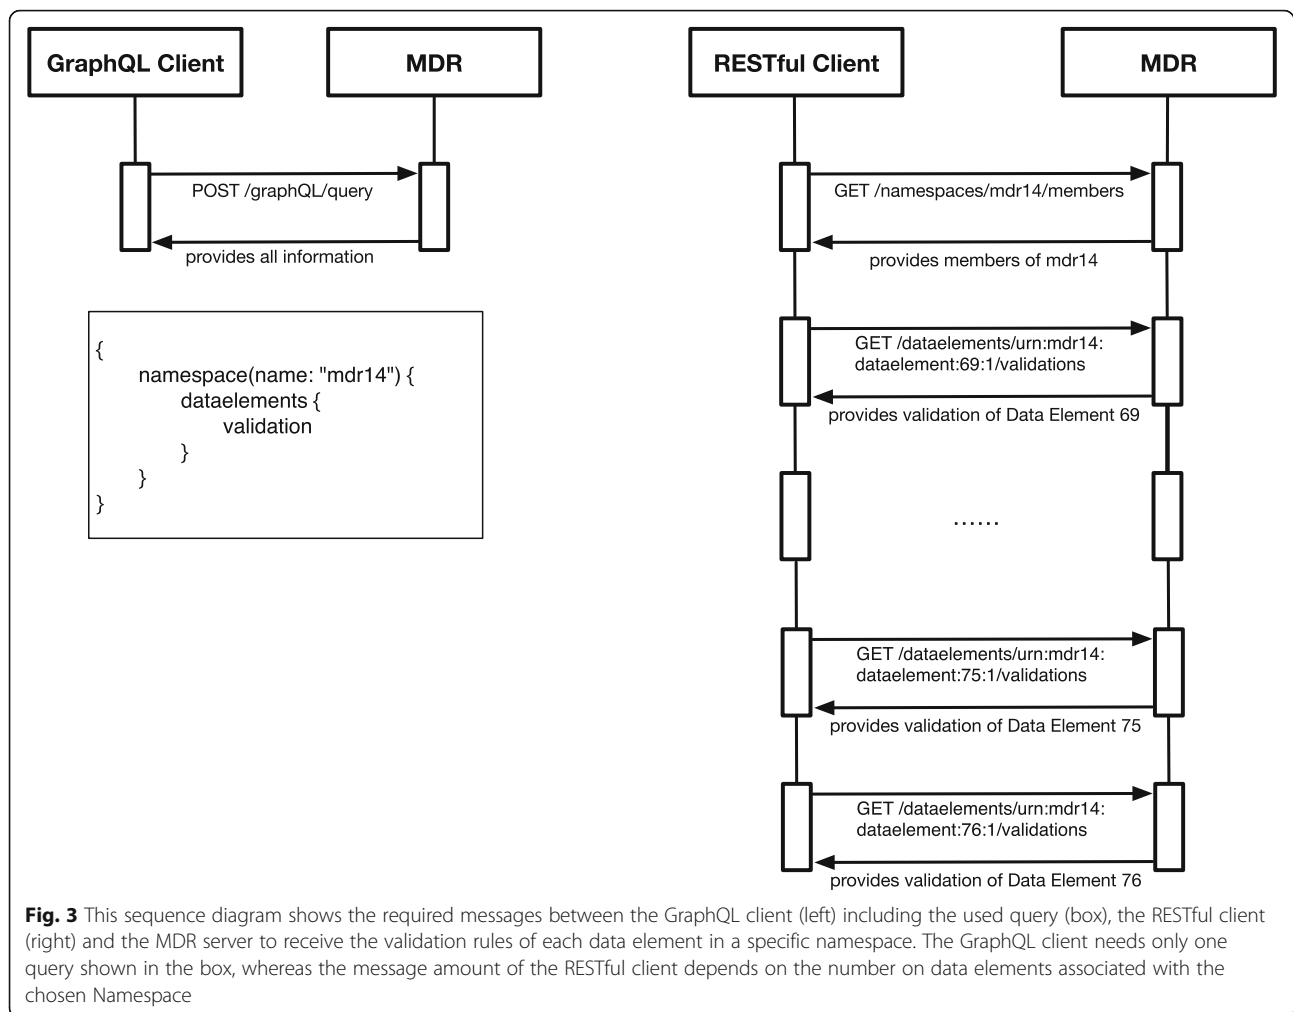 GraphQL Client
MDR
POST /graphQL/query
provides all information
{
namespace(name: "mdr14") {
dataelements {
validation
}
}
}
RESTful Client
MDR
GET /namespaces/mdr14/members
provides members of mdr14
GET /dataelements/urn:mdr14:
dataelement:69:1/validations
provides validation of Data Element 69
......
GET /dataelements/urn:mdr14:
dataelement:75:1/validations
provides validation of Data Element 75
GET /dataelements/urn:mdr14:
dataelement:76:1/validations
provides validation of Data Element 76
Fig. 3 This sequence diagram shows the required messages between the GraphQL client (left) including the used query (box), the RESTful client
(right) and the MDR server to receive the validation rules of each data element in a specific namespace. The GraphQL client needs only one
query shown in the box, whereas the message amount of the RESTful client depends on the number on data elements associated with the
chosen Namespace